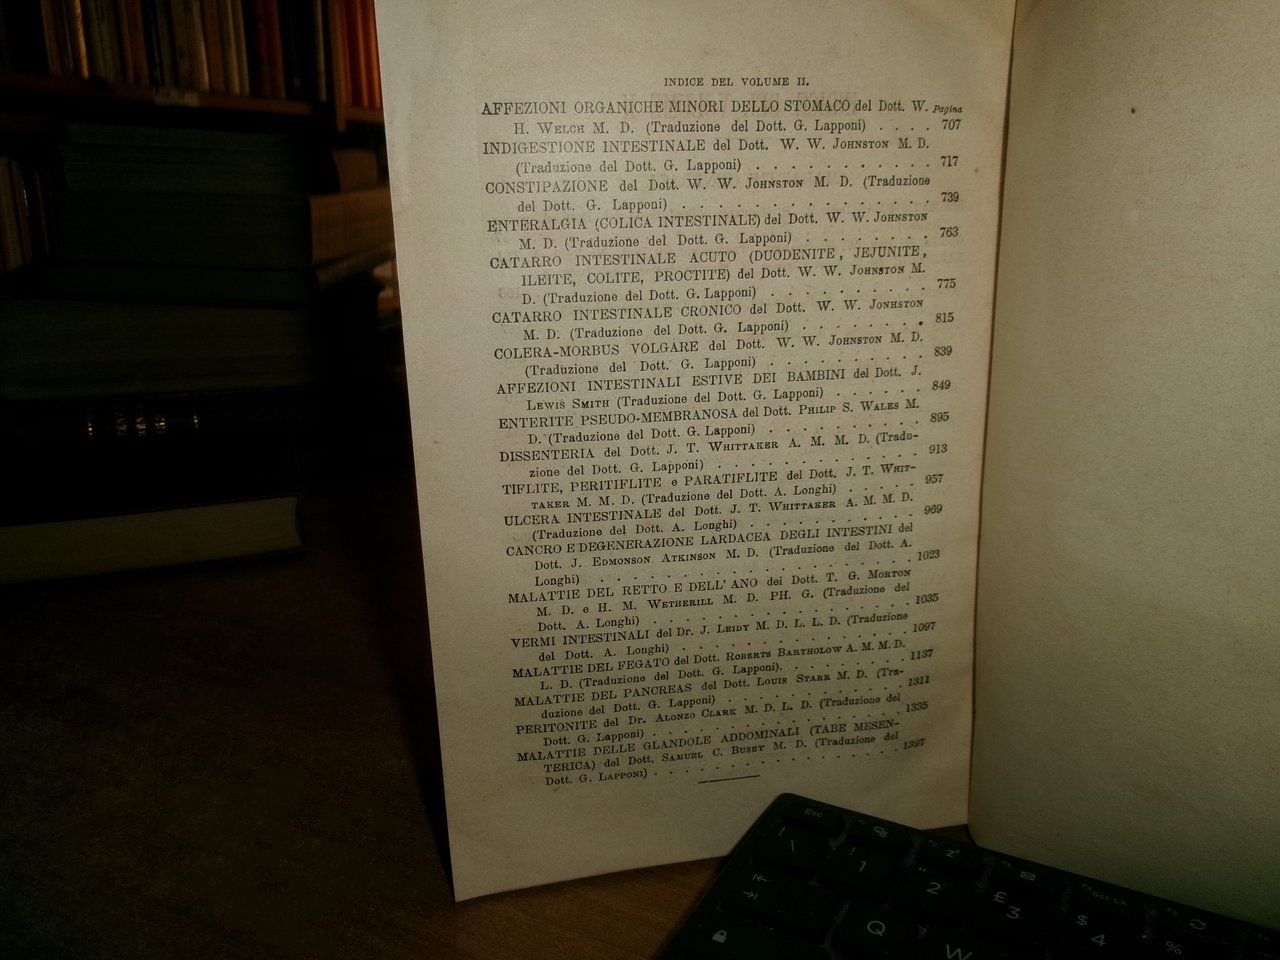 INDICE DEL VOLUME II.
AFFEZIONI ORGANICHE MINORI DELLO STOMACO del Dott. W. Pagina
H. WELCH M. D. (Traduzione del Dott. G. Lapponi) . . . . 707
INDIGESTIONE INTESTINALE del Dott. W. W. JOHNSTON M. D.
(Traduzione del Dott. G. Lapponi) . . . . . . . . . . . 717
CONSTIPAZIONE del Dott. W. W. JOHNSTON M. D. (Traduzione
del Dott. G. Lapponi) . . . . . . . . . . . . . . . 739
ENTERALGIA (COLICA INTESTINALE) del Dott. W. W. JOHNSTON
M. D. (Traduzione del Dott. G. Lapponi) . . . . . . . . 763
CATARRO INTESTINALE ACUTO (DUODENITE, JEJUNITE,
ILEITE, COLITE, PROCTITE) del Dott. W. W. JOHNSTON M.
D. (Traduzione del Dott. G. Lapponi) . . . . . . . . . . 775
CATARRO INTESTINALE CRONICO del Dott. W. W. JONHSTON
M. D. (Traduzione del Dott. G. Lapponi) . . . . . . . . 815
COLERA-MORBUS VOLGARE del Dott. W. W. JOHNSTON M. D.
(Traduzione del Dott. G. Lapponi) . . . . . . . . . . . 839
AFFEZIONI INTESTINALI ESTIVE DEI BAMBINI del Dott. J.
LEWIS SMITH (Traduzione del Dott. G. Lapponi) . . . . . . 849
ENTERITE PSEUDO-MEMBRANOSA del Dott. PHILIP S. WALES M.
D. (Traduzione del Dott. G. Lapponi) . . . . . . . . . . 895
DISSENTERIA del Dott. J. T. WHITTAKER A. M. M. D. (Tradu-
zione del Dott. G. Lapponi) . . . . . . . . . . . . . 913
TIFLITE, PERITIFLITE e PARATIFLITE del Dott. J. T. WHIT-
TAKER M. M. D. (Traduzione del Dott. A. Longhi) . . . . . 957
ULCERA INTESTINALE del Dott. J. T. WHITTAKER A. M. M. D.
(Traduzione del Dott. A. Longhi) . . . . . . . . . . . 969
CANCRO E DEGENERAZIONE LARDACEA DEGLI INTESTINI del
Dott. J. EDMONSON ATKINSON M. D. (Traduzione del Dott. A.
Longhi) . . . . . . . . . . . . . . . . . . . . . 1023
MALATTIE DEL RETTO E DELL' ANO dei Dott. T. G. MORTON
M. D. e H. M. WETHERILL M. D. PH. G. (Traduzione del
Dott. A. Longhi) . . . . . . . . . . . . . . . . . 1035
VERMI INTESTINALI del Dr. J. LEIDY M. D. L. L. D. (Traduzione
del Dott. A. Longhi) . . . . . . . . . . . . . . . 1097
MALATTIE DEL FEGATO del Dott. ROBERTS BARTHOLOW A. M. M. D.
L. D. (Traduzione del Dott. G. Lapponi). . . . . . . . . 1137
MALATTIE DEL PANCREAS del Dott. LOUIS STARR M. D. (Tra-
duzione del Dott. G. Lapponi) . . . . . . . . . . . . 1311
PERITONITE del Dr. ALONZO CLARK M. D. L. D. (Traduzione del
Dott. G. Lapponi) . . . . . . . . . . . . . . . . . 1335
MALATTIE DELLE GLANDOLE ADDOMINALI (TABE MESEN-
TERICA) del Dott. SAMUEL C. BUSEY M. D. (Traduzione del
Dott. G. LAPPONI) . . . . . . . . . . . . . . . . . 1397
Esc
\ | 1 ! 2 " 3 £ 4 $ %
Scr Lk
Q W